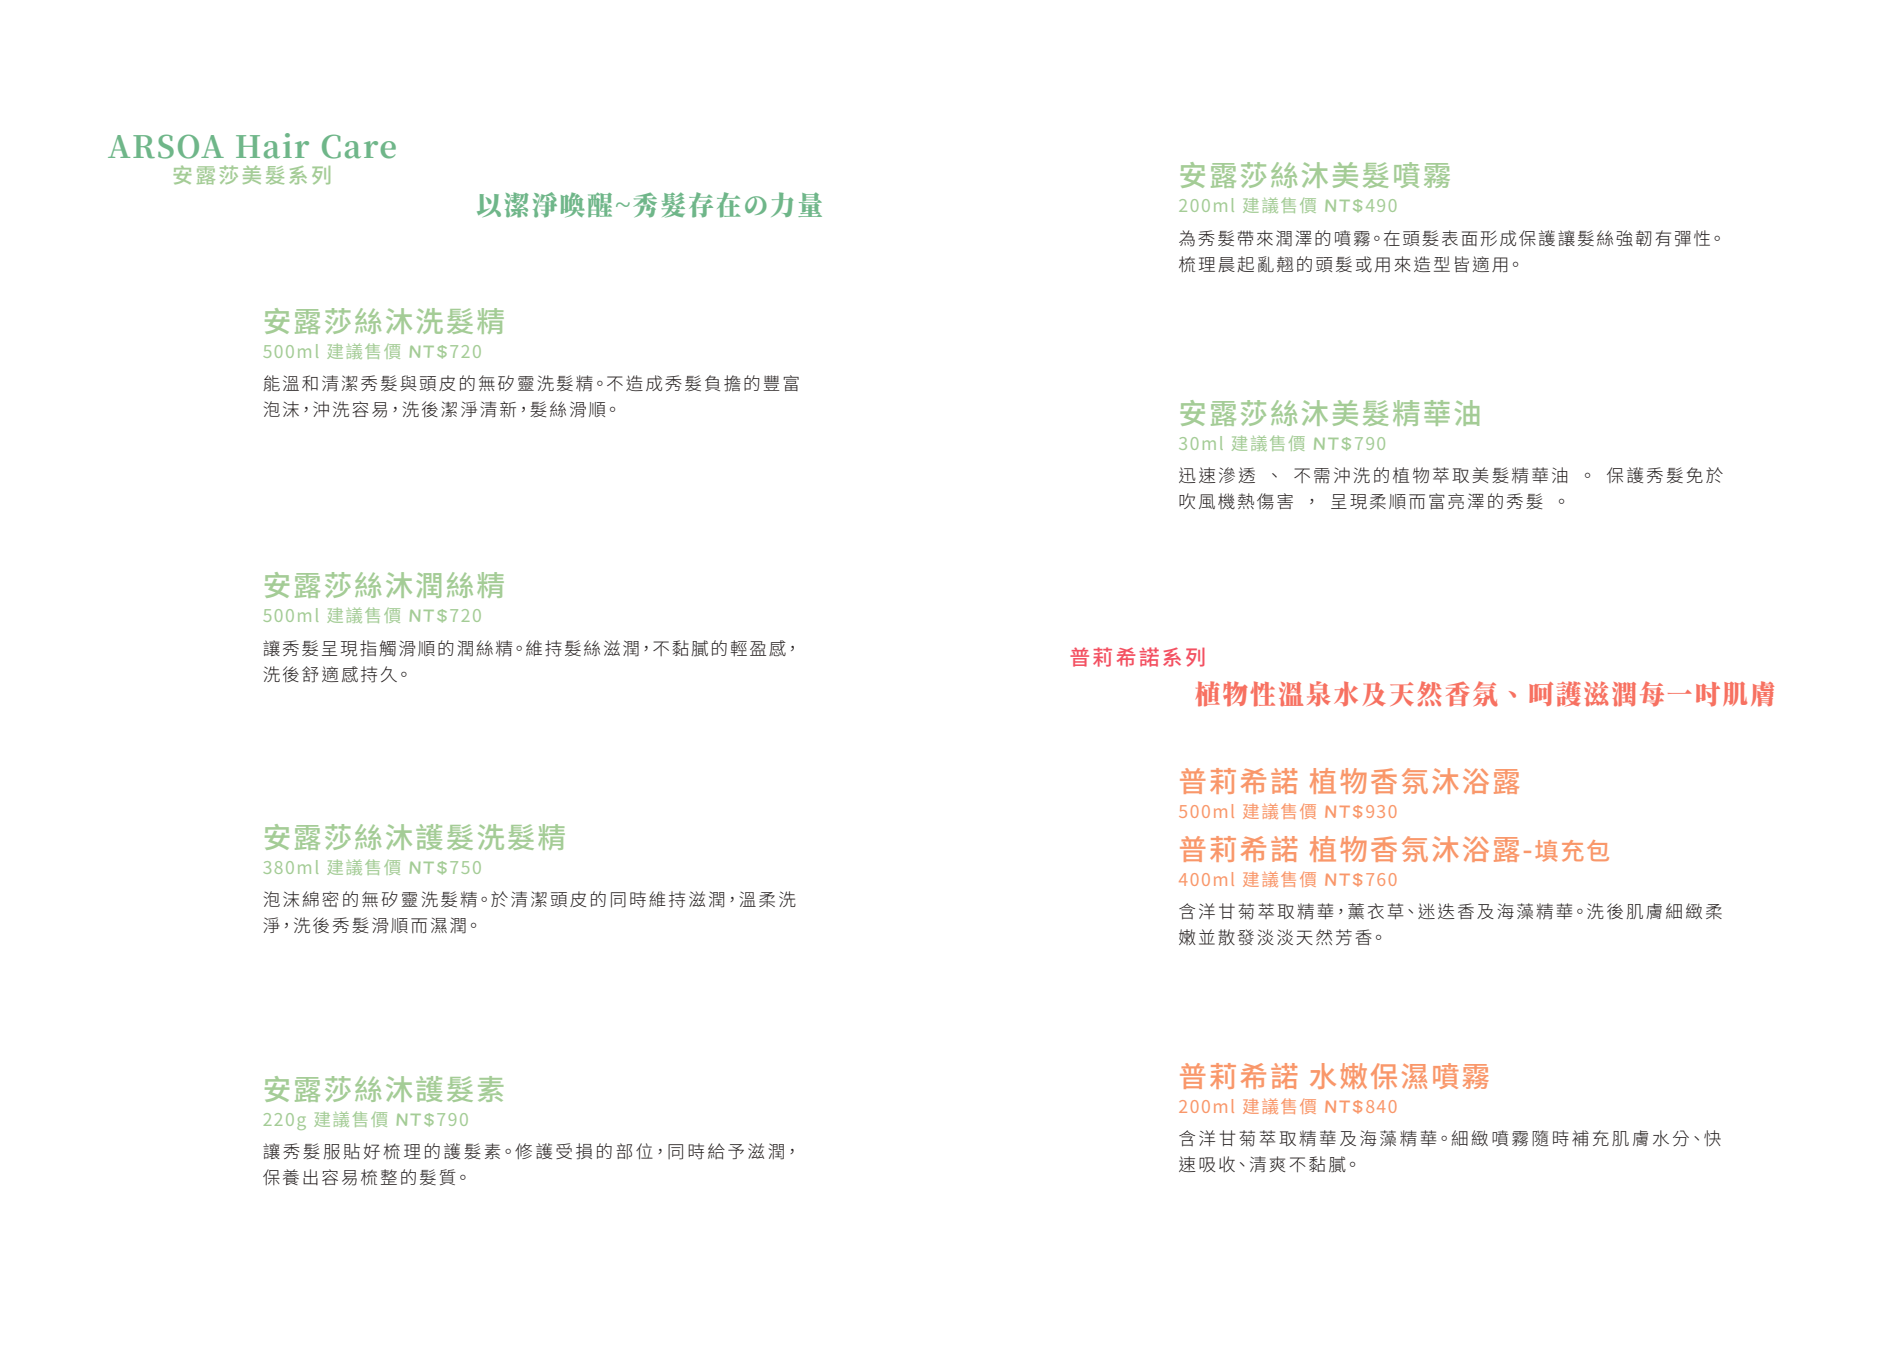 ARSOA Hair Care
安露莎美髮系列
以潔淨喚醒~秀髮存在の力量
安露莎絲沐洗髮精
500ml 建議售價 NT$720
能溫和清潔秀髮與頭皮的無矽靈洗髮精。不造成秀髮負擔的豐富
泡沫，沖洗容易，洗後潔淨清新，髮絲滑順。
安露莎絲沐潤絲精
500ml 建議售價 NT$720
讓秀髮呈現指觸滑順的潤絲精。維持髮絲滋潤，不黏膩的輕盈感，
洗後舒適感持久。
安露莎絲沐護髮洗髮精
380ml 建議售價 NT$750
泡沫綿密的無矽靈洗髮精。於清潔頭皮的同時維持滋潤，溫柔洗
淨，洗後秀髮滑順而濕潤。
安露莎絲沐護髮素
220g 建議售價 NT$790
讓秀髮服貼好梳理的護髮素。修護受損的部位，同時給予滋潤，
保養出容易梳整的髮質。
安露莎絲沐美髮噴霧
200ml 建議售價 NT$490
為秀髮帶來潤澤的噴霧。在頭髮表面形成保護讓髮絲強韌有彈性。
梳理晨起亂翹的頭髮或用來造型皆適用。
安露莎絲沐美髮精華油
30ml 建議售價 NT$790
迅速滲透 、 不需沖洗的植物萃取美髮精華油 。 保護秀髮免於
吹風機熱傷害 ， 呈現柔順而富亮澤的秀髮 。
普莉希諾系列
植物性溫泉水及天然香氛、呵護滋潤每一吋肌膚
普莉希諾 植物香氛沐浴露
500ml 建議售價 NT$930
普莉希諾 植物香氛沐浴露-填充包
400ml 建議售價 NT$760
含洋甘菊萃取精華，薰衣草、迷迭香及海藻精華。洗後肌膚細緻柔
嫩並散發淡淡天然芳香。
普莉希諾 水嫩保濕噴霧
200ml 建議售價 NT$840
含洋甘菊萃取精華及海藻精華。細緻噴霧隨時補充肌膚水分、快
速吸收、清爽不黏膩。